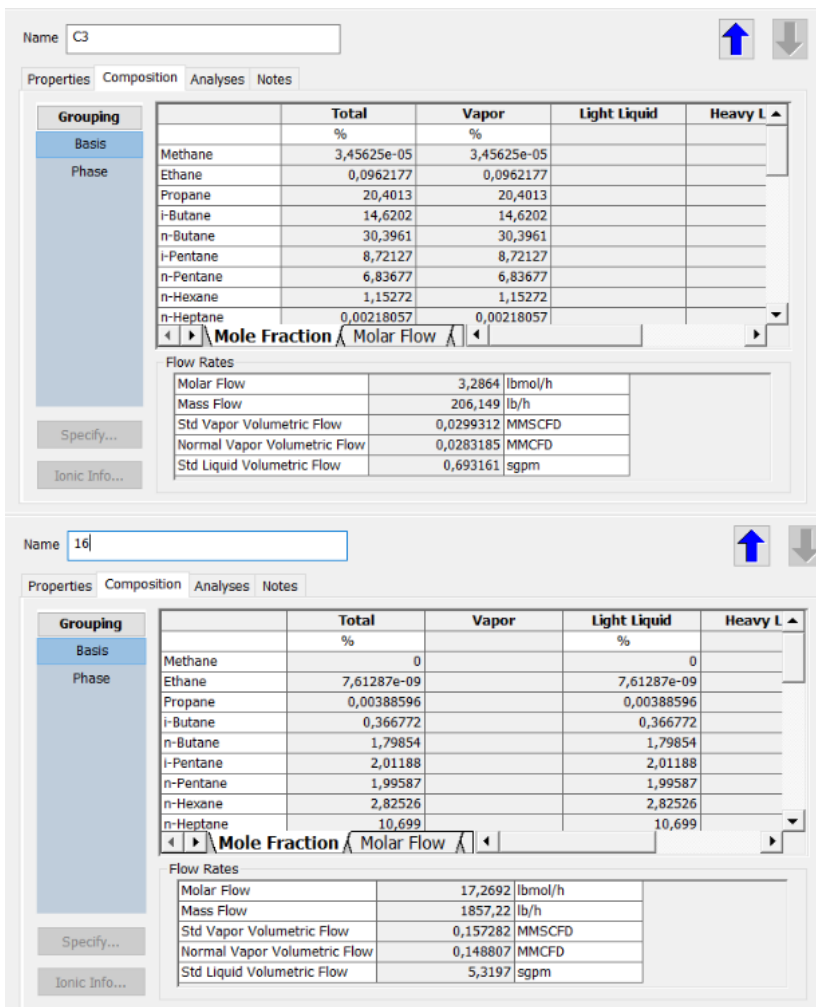 Name C3
Properties Composition Analyses Notes
Grouping Total Vapor Light Liquid Heavy L
Basis % %
Methane 3,45625e-05 3,45625e-05
Phase Ethane 0,0962177 0,0962177
Propane 20,4013 20,4013
i-Butane 14,6202 14,6202
n-Butane 30,3961 30,3961
i-Pentane 8,72127 8,72127
n-Pentane 6,83677 6,83677
n-Hexane 1,15272 1,15272
n-Heptane 0,00218057 0,00218057
Mole Fraction Molar Flow
Flow Rates
Molar Flow 3,2864 lbmol/h
Mass Flow 206,149 lb/h
Std Vapor Volumetric Flow 0,0299312 MMSCFD
Specify... Normal Vapor Volumetric Flow 0,0283185 MMCFD
Std Liquid Volumetric Flow 0,693161 sgpm
Ionic Info...
Name 16
Properties Composition Analyses Notes
Grouping Total Vapor Light Liquid Heavy L
Basis % %
Methane 0 0
Phase Ethane 7,61287e-09 7,61287e-09
Propane 0,00388596 0,00388596
i-Butane 0,366772 0,366772
n-Butane 1,79854 1,79854
i-Pentane 2,01188 2,01188
n-Pentane 1,99587 1,99587
n-Hexane 2,82526 2,82526
n-Heptane 10,699 10,699
Mole Fraction Molar Flow
Flow Rates
Molar Flow 17,2692 lbmol/h
Mass Flow 1857,22 lb/h
Std Vapor Volumetric Flow 0,157282 MMSCFD
Specify... Normal Vapor Volumetric Flow 0,148807 MMCFD
Std Liquid Volumetric Flow 5,3197 sgpm
Ionic Info...